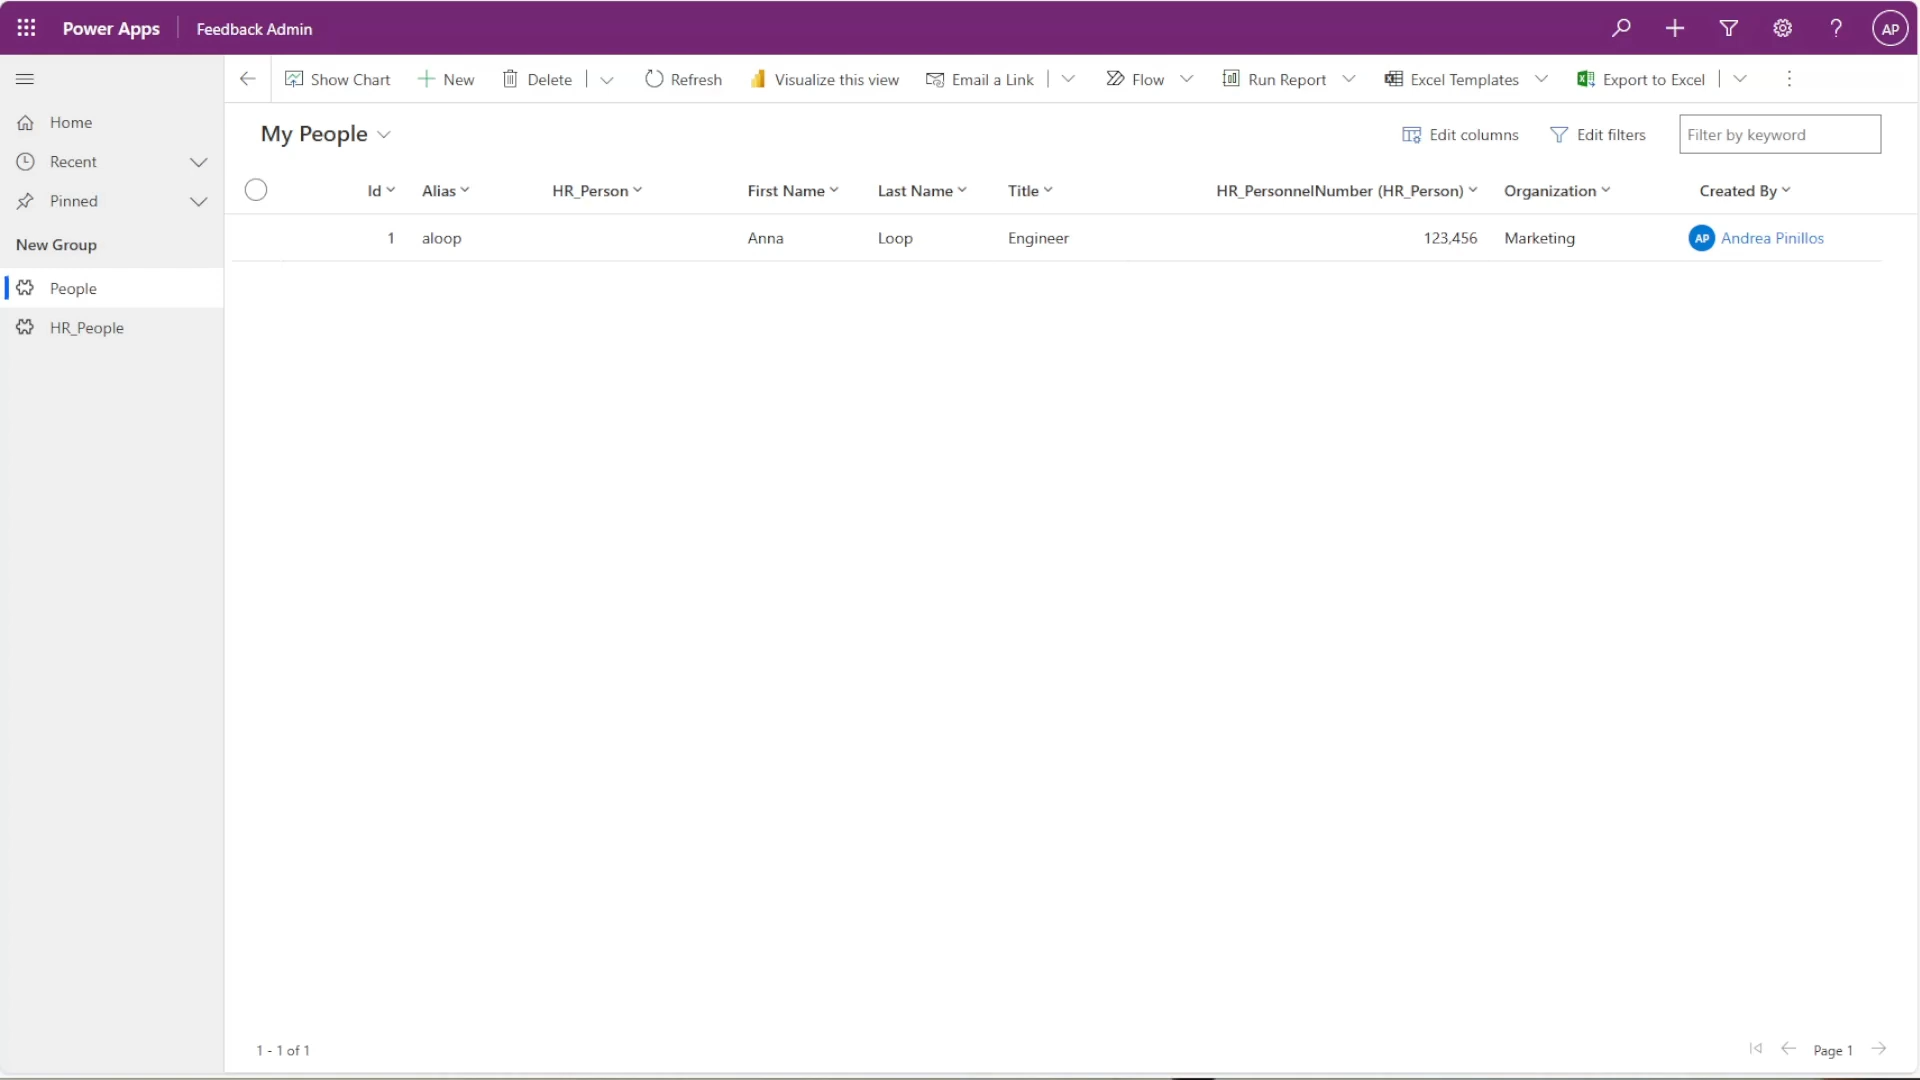 Power Apps Feedback Admin AP
Show Chart New Delete Refresh Visualize this view Email a Link Flow Run Report Excel Templates Export to Excel
Home
Recent
Pinned
New Group
People
HR_People
My People Edit columns Edit filters Filter by keyword
Id Alias HR_Person First Name Last Name Title HR_PersonnelNumber (HR_Person) Organization Created By
1 aloop Anna Loop Engineer 123,456 Marketing AP Andrea Pinillos
1 - 1 of 1 Page 1